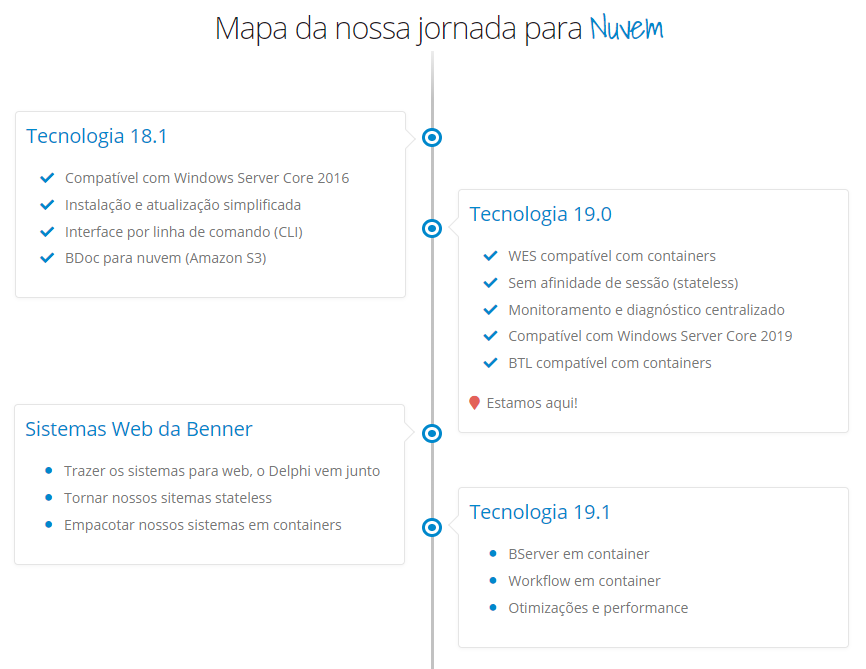 Mapa da nossa jornada para Nuvem
Tecnologia 18.1
Compatível com Windows Server Core 2016
Instalação e atualização simplificada
Interface por linha de comando (CLI)
BDoc para nuvem (Amazon S3)
Tecnologia 19.0
WES compatível com containers
Sem afinidade de sessão (stateless)
Monitoramento e diagnóstico centralizado
Compatível com Windows Server Core 2019
BTL compatível com containers
Estamos aqui!
Sistemas Web da Benner
Trazer os sistemas para web, o Delphi vem junto
Tornar nossos sitemas stateless
Empacotar nossos sistemas em containers
Tecnologia 19.1
BServer em container
Workflow em container
Otimizações e performance